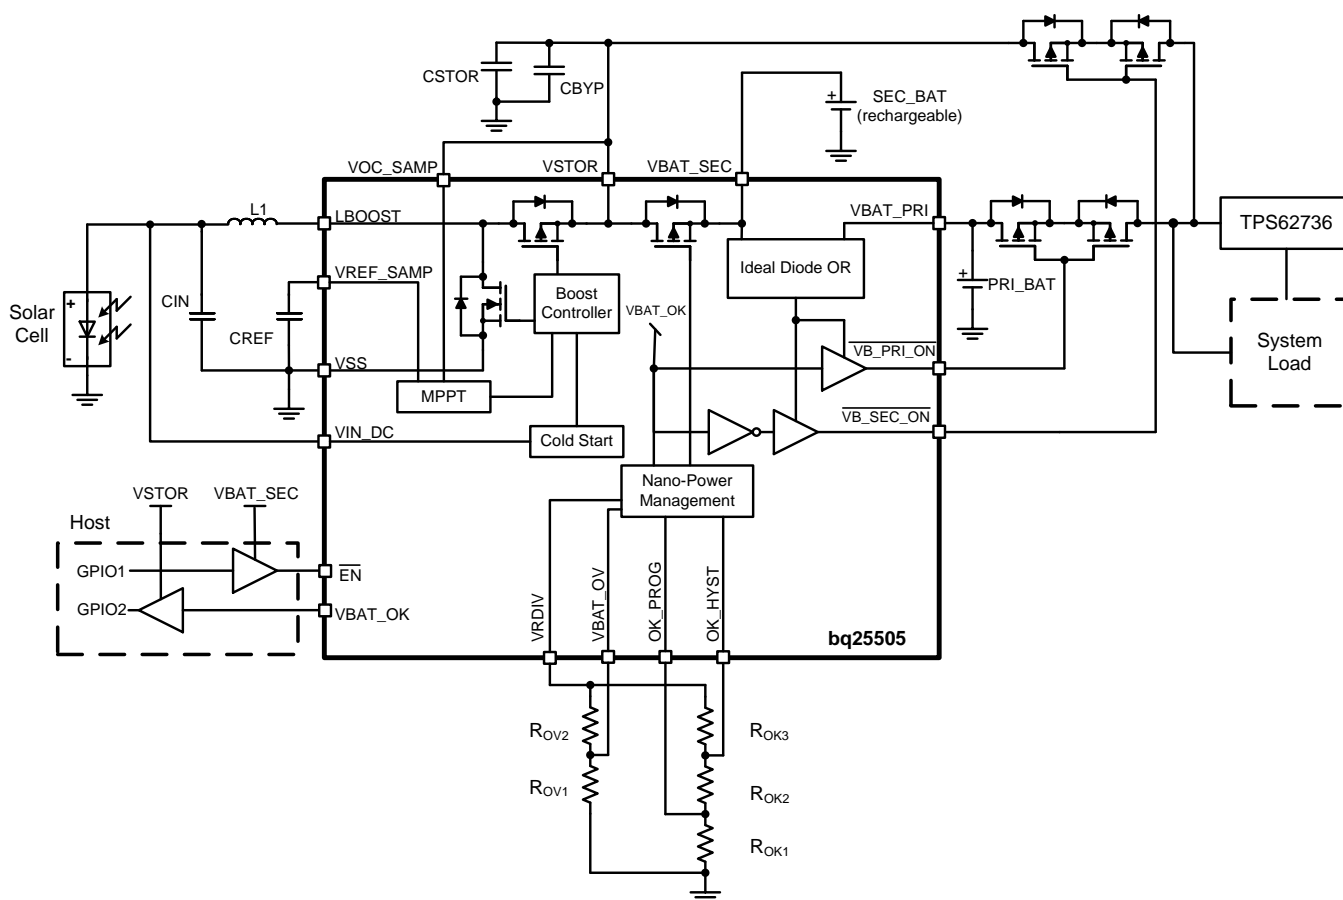 CSTOR
CBYP
+
SEC_BAT
(rechargeable)
VOC_SAMP
VSTOR
VBAT_SEC
L1
LBOOST
VBAT_PRI
TPS62736
Ideal Diode OR
VREF_SAMP
Solar
Cell
+
-
CIN
CREF
Boost
Controller
VBAT_OK
+
PRI_BAT
System
Load
VB_PRI_ON
VSS
MPPT
VB_SEC_ON
VIN_DC
Cold Start
Nano-Power
Management
VSTOR
VBAT_SEC
Host
GPIO1
EN
GPIO2
VBAT_OK
VRDIV
VBAT_OV
OK_PROG
OK_HYST
bq25505
ROV2
ROK3
ROV1
ROK2
ROK1